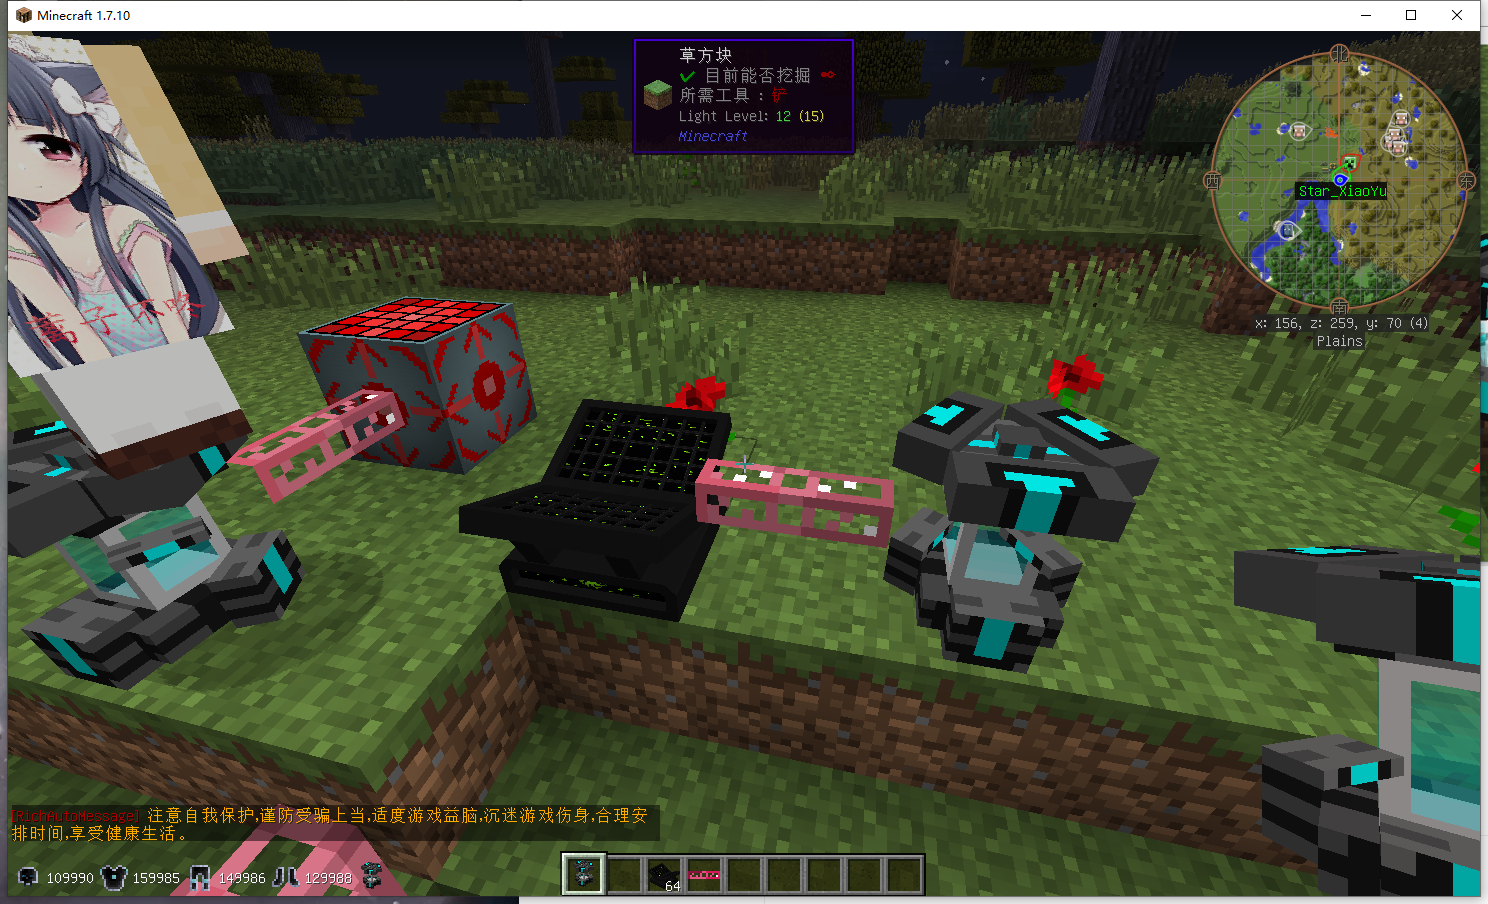 Minecraft 1.7.10
草方块
✔ 目前能否挖掘
所需工具 : 铲
Light Level: 12 (15)
Minecraft
北
西
东
Star_XiaoYu
南
x: 156, z: 259, y: 70 (4)
Plains
[RichAutoMessage] 注意自我保护,谨防受骗上当,适度游戏益脑,沉迷游戏伤身,合理安
排时间,享受健康生活。
109990
159985
149986
129988
64